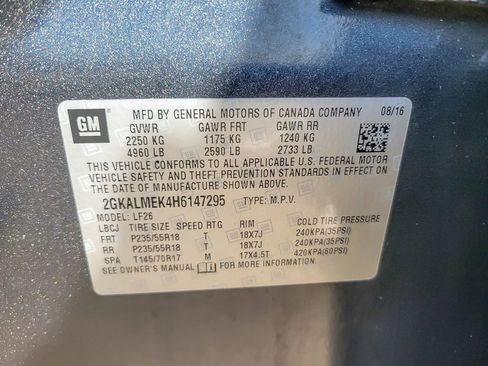 GM
MFD BY GENERAL MOTORS OF CANADA COMPANY 08/16
GVWR GAWR FRT GAWR RR
2250 KG 1175 KG 1240 KG
4960 LB 2590 LB 2733 LB
THIS VEHICLE CONFORMS TO ALL APPLICABLE U.S. FEDERAL MOTOR
VEHICLE SAFETY AND THEFT PREVENTION STANDARDS IN EFFECT ON
THE DATE OF MANUFACTURE SHOWN ABOVE.
2GKALMEK4H6147295 TYPE: M.P.V.
MODEL: LF26
LBCJ TIRE SIZE SPEED RTG RIM COLD TIRE PRESSURE
FRT P235/55R18 T 18X7J 240KPA(35PSI)
RR P235/55R18 T 18X7J 240KPA(35PSI)
SPA T145/70R17 M 17X4.5T 420KPA(60PSI)
SEE OWNER'S MANUAL FOR MORE INFORMATION.